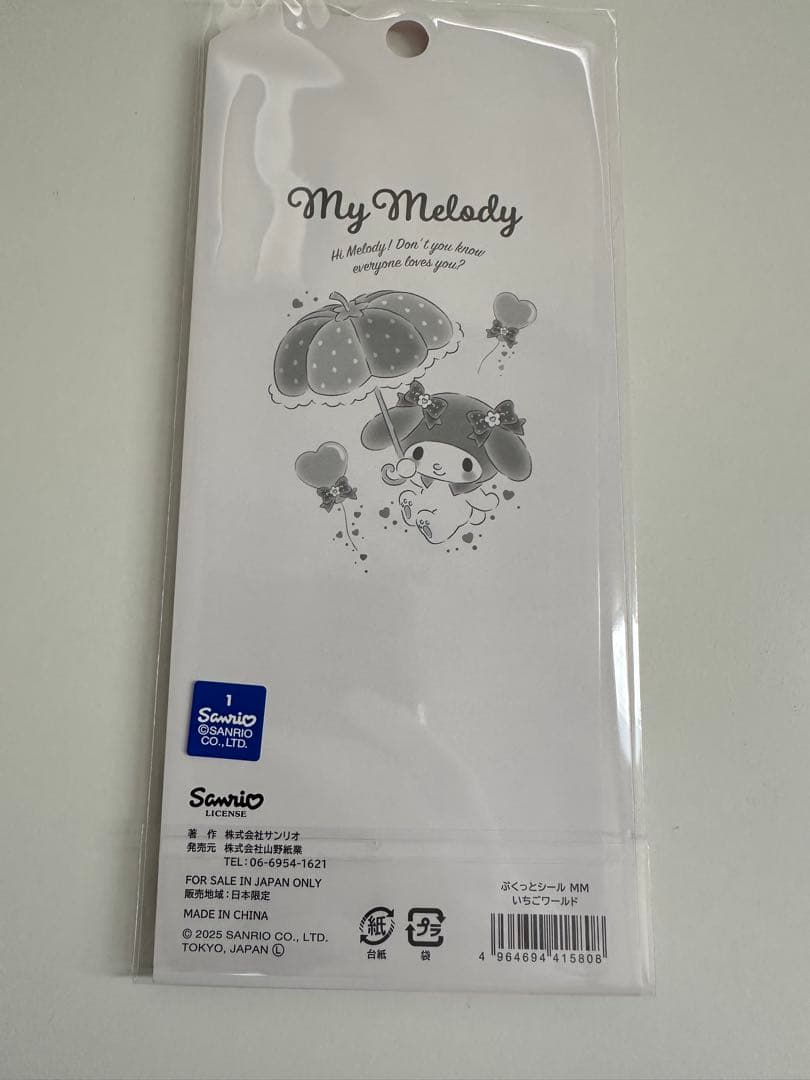 My Melody
Hi Melody! Don't you know
everyone loves you?
1
Sanrio
©SANRIO
CO.,LTD.
Sanrio
LICENSE
著 作 株式会社サンリオ
発売元 株式会社山野紙業
TEL:06-6954-1621
FOR SALE IN JAPAN ONLY
販売地域:日本限定
MADE IN CHINA
© 2025 SANRIO CO., LTD.
TOKYO, JAPAN Ⓛ
紙
台紙
プラ
袋
ぷくっとシール MM
いちごワールド
4 964694 415808